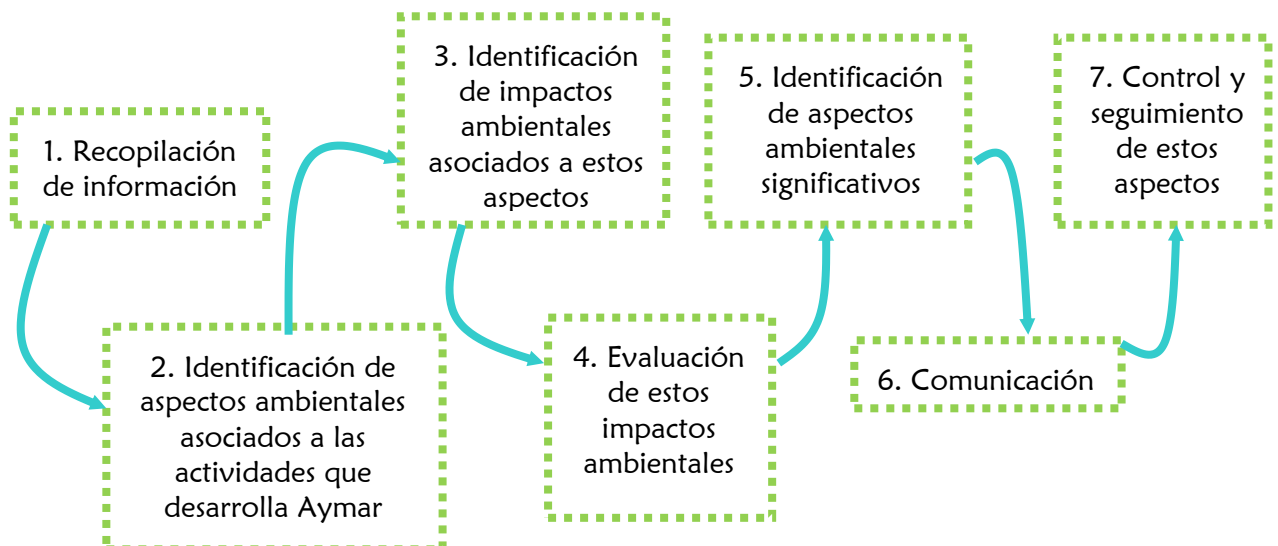 1. Recopilación
de información
2. Identificación de
aspectos ambientales
asociados a las
actividades que
desarrolla Aymar
3. Identificación
de impactos
ambientales
asociados a estos
aspectos
4. Evaluación
de estos
impactos
ambientales
5. Identificación
de aspectos
ambientales
significativos
6. Comunicación
7. Control y
seguimiento
de estos
aspectos